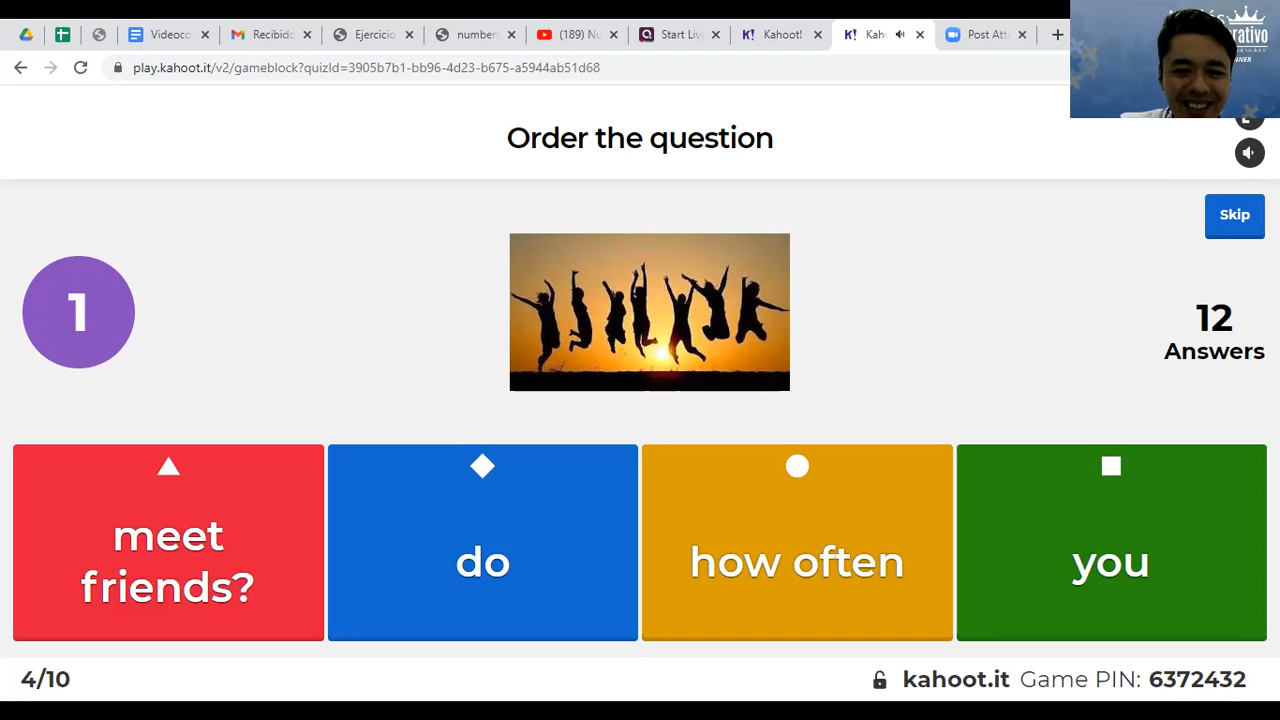 Videoco
Recibido
Ejercicio
number
(189) Nu
Start Live
Kahoot!
Kaho
Post Att
play.kahoot.it/v2/gameblock?quizId=3905b7b1-bb96-4d23-b675-a5944ab51d68
Order the question
Skip
1
12
Answers
meet
friends?
do
how often
you
4/10
kahoot.it Game PIN: 6372432